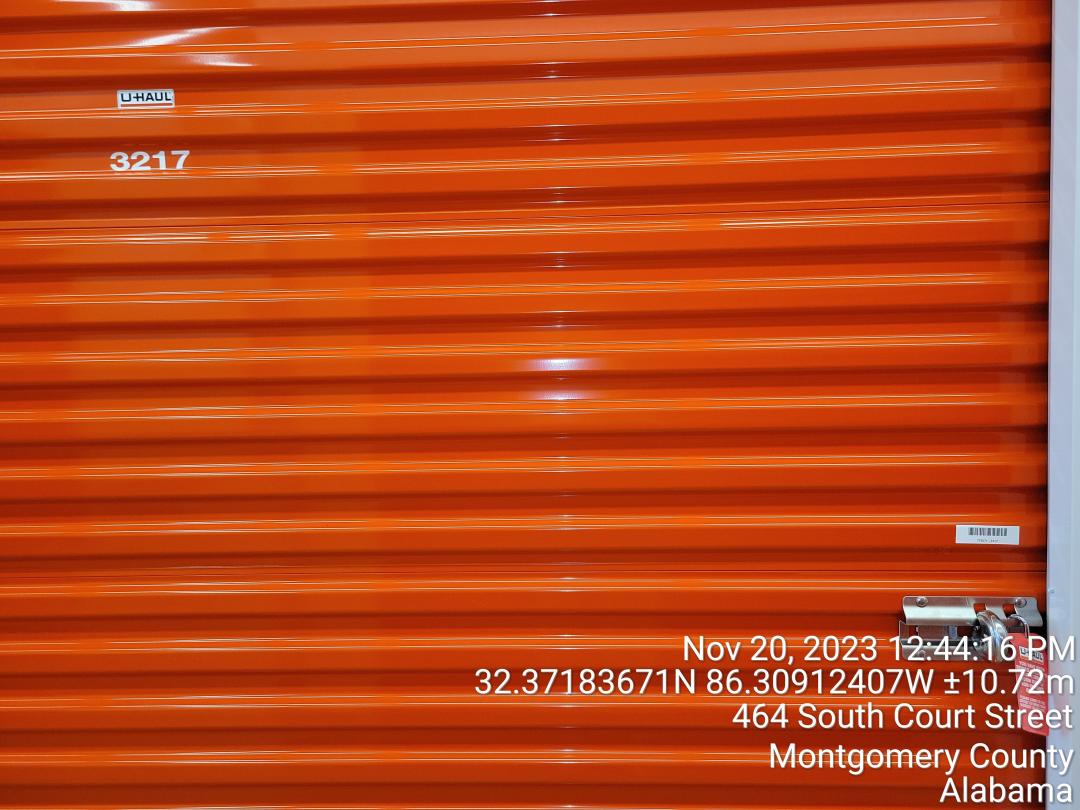 U-HAUL
3217
Nov 20, 2023 12:44:16 PM
32.37183671N 86.30912407W ±10.72m
464 South Court Street
Montgomery County
Alabama
U-HAUL